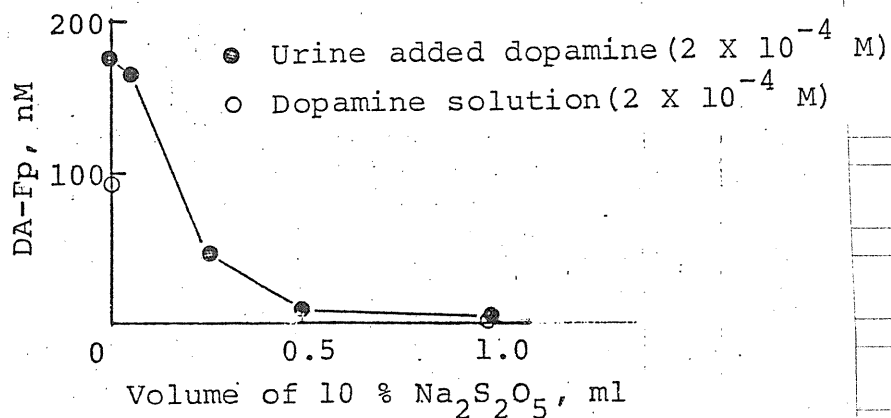 200
● Urine added dopamine(2 X 10⁻⁴ M)
○ Dopamine solution(2 X 10⁻⁴ M)
100
DA-Fp, nM
0 0.5 1.0
Volume of 10 % Na₂S₂O₅, ml